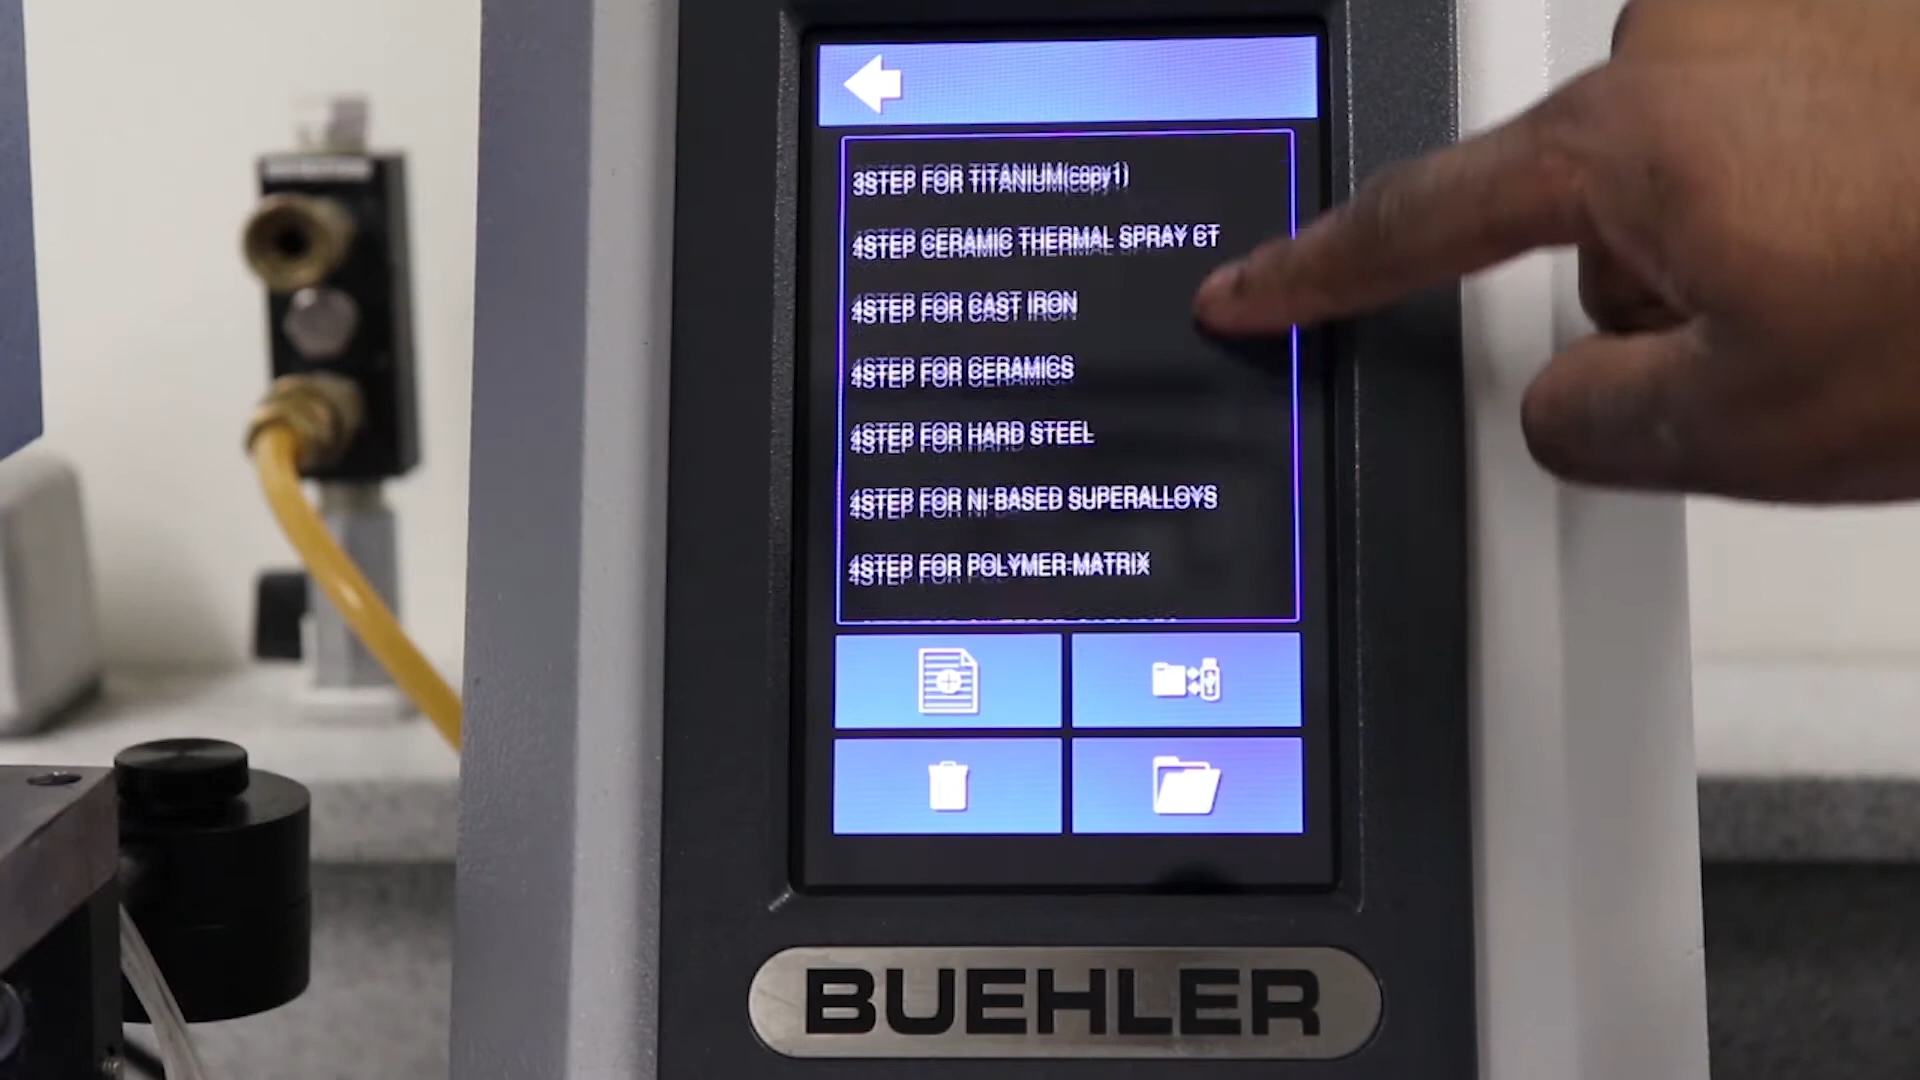 3STEP FOR TITANIUM(copy1)
4STEP CERAMIC THERMAL SPRAY CT
4STEP FOR CAST IRON
4STEP FOR CERAMICS
4STEP FOR HARD STEEL
4STEP FOR NI-BASED SUPERALLOYS
4STEP FOR POLYMER-MATRIX
BUEHLER